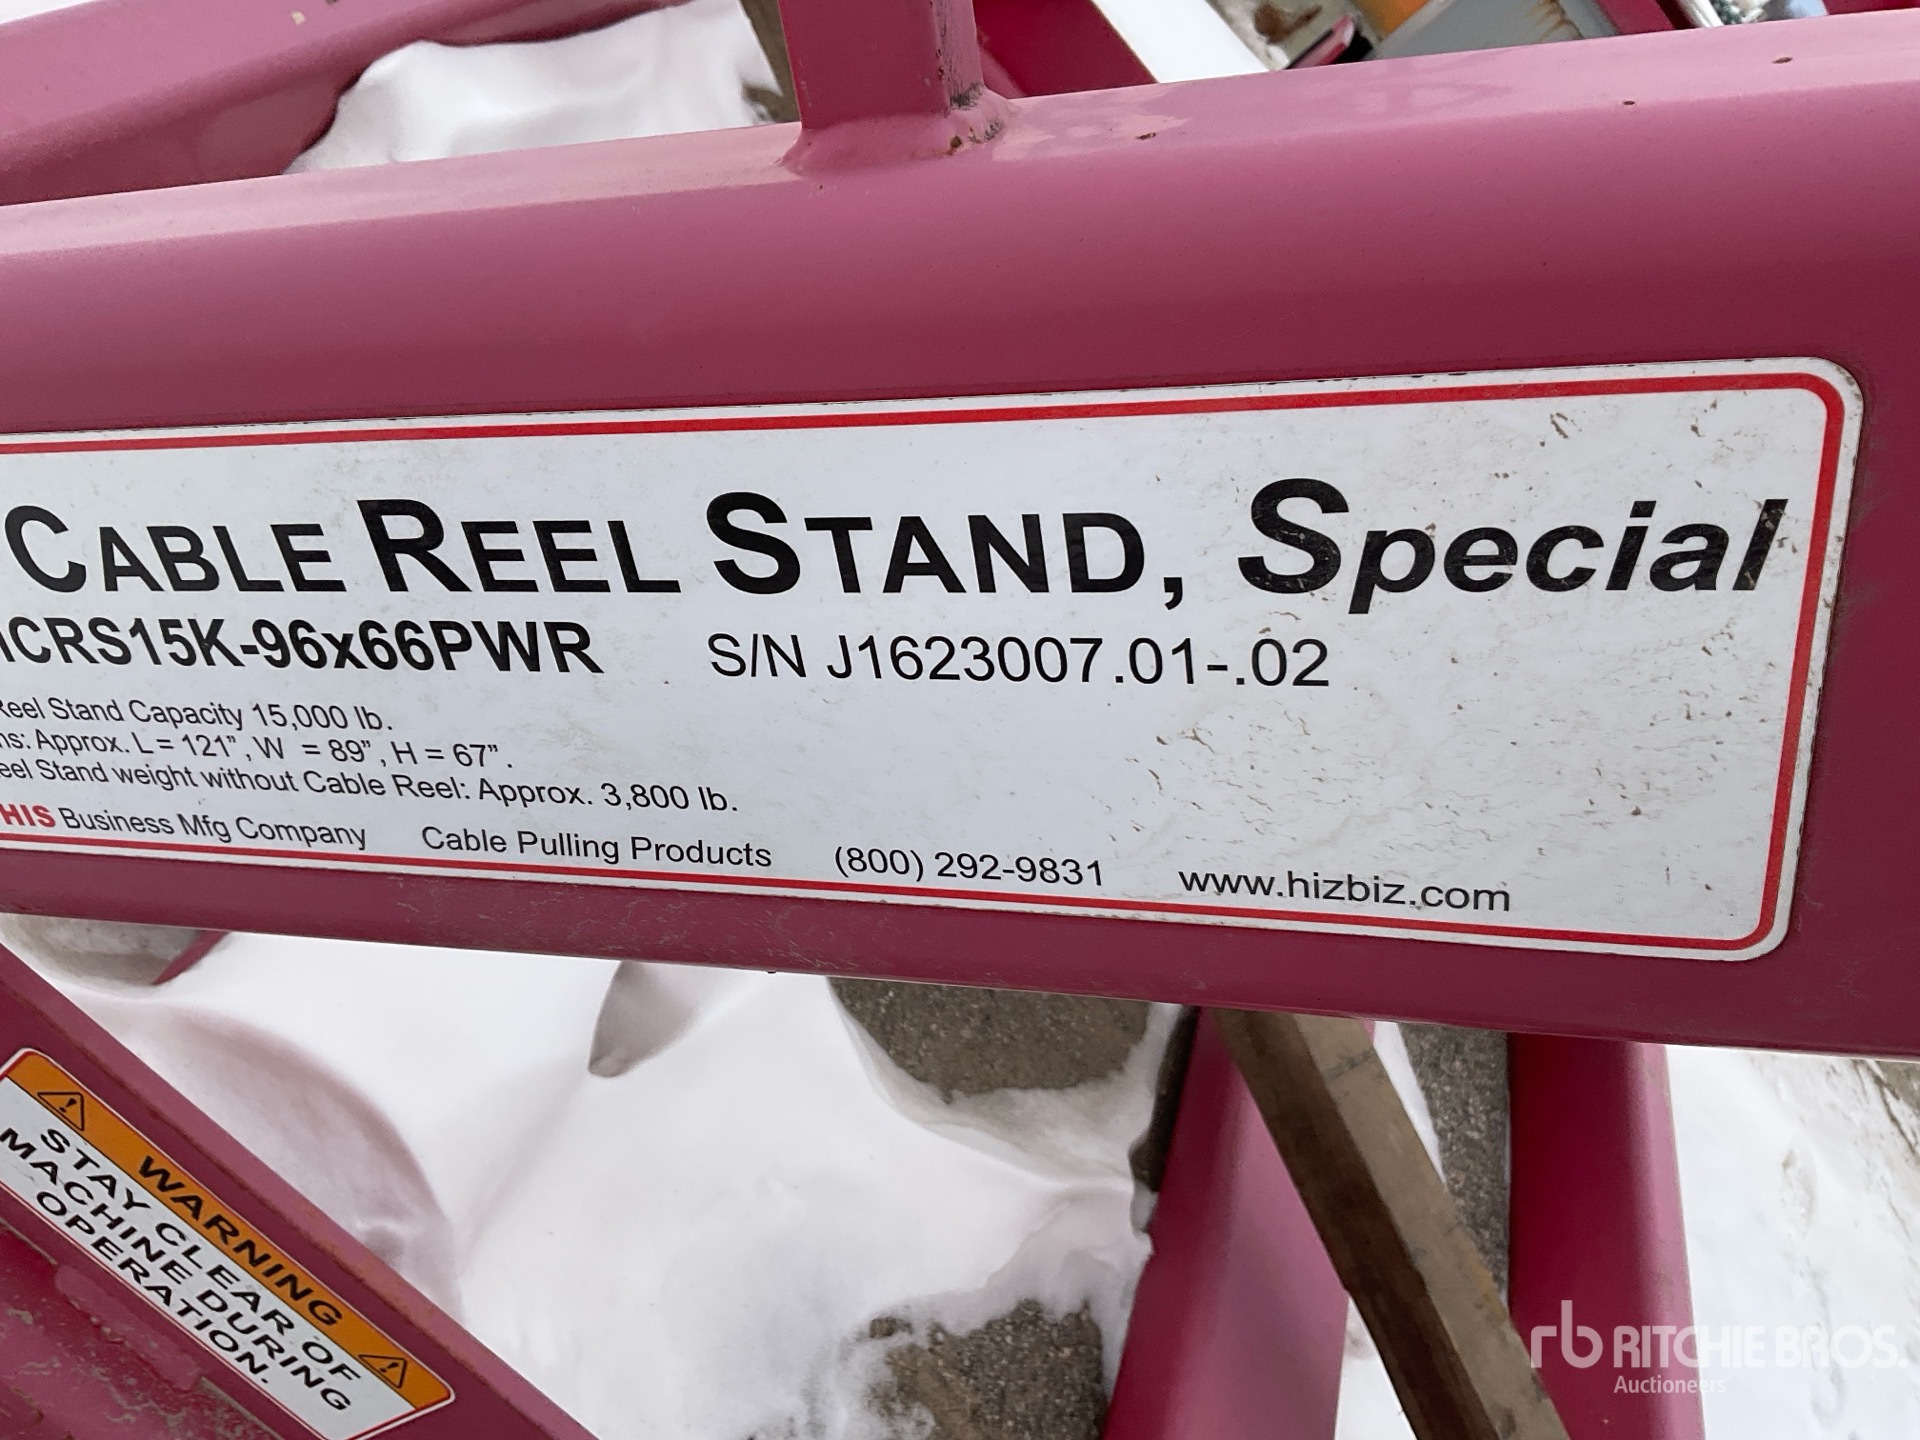 CABLE REEL STAND, Special
CRS15K-96x66PWR S/N J1623007.01-.02
Reel Stand Capacity 15,000 lb.
ns: Approx. L = 121", W = 89", H = 67".
eel Stand weight without Cable Reel: Approx. 3,800 lb.
HIS Business Mfg Company Cable Pulling Products (800) 292-9831 www.hizbiz.com
WARNING
STAY CLEAR OF
MACHINE DURING
OPERATION.
rb RITCHIE BROS.
Auctioneers